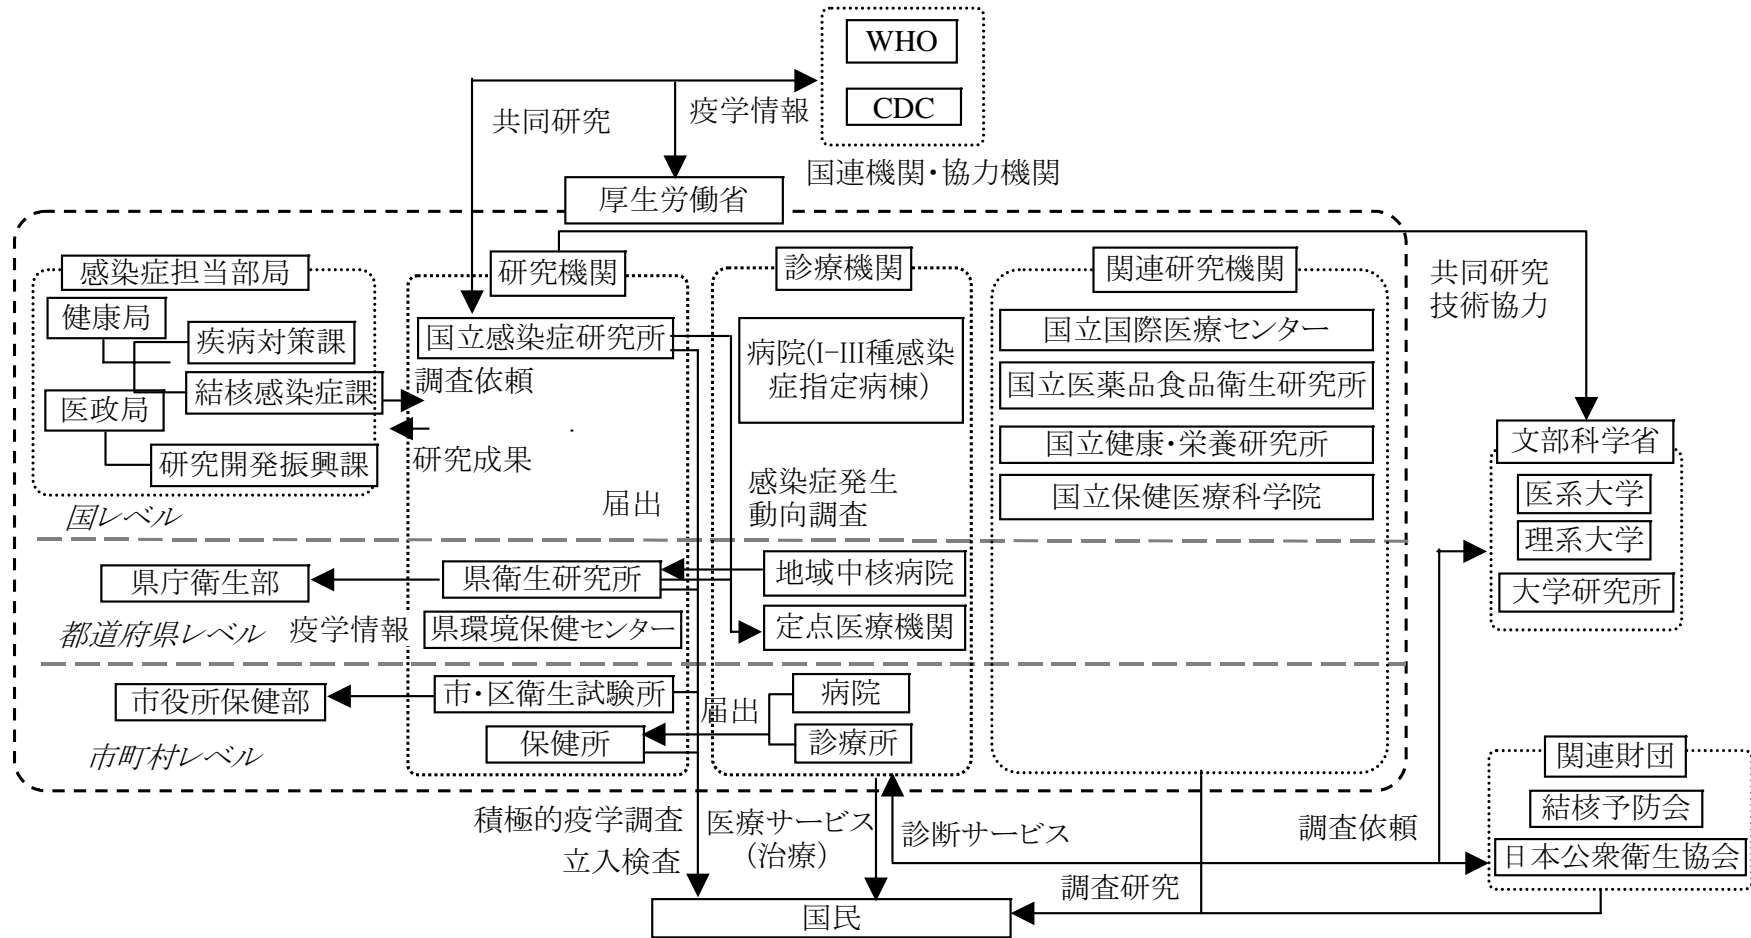 WHO
CDC
共同研究
疫学情報
国連機関・協力機関
厚生労働省
感染症担当部局
健康局
疾病対策課
結核感染症課
医政局
研究開発振興課
国レベル
研究機関
国立感染症研究所
調査依頼
研究成果
届出
診療機関
病院(I-III種感染
症指定病棟)
感染症発生
動向調査
関連研究機関
国立国際医療センター
国立医薬品食品衛生研究所
国立健康・栄養研究所
国立保健医療科学院
共同研究
技術協力
文部科学省
医系大学
理系大学
大学研究所
県庁衛生部
県衛生研究所
地域中核病院
都道府県レベル
疫学情報
県環境保健センター
定点医療機関
市役所保健部
市・区衛生試験所
病院
届出
保健所
診療所
市町村レベル
関連財団
結核予防会
日本公衆衛生協会
積極的疫学調査
立入検査
医療サービス
(治療)
診断サービス
調査依頼
調査研究
国民